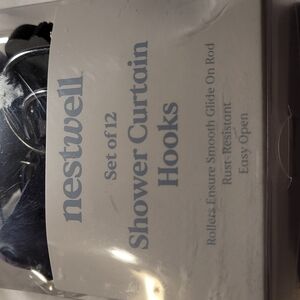 nestwell
Set of 12
Shower Curtain
Hooks
Rollers Ensure Smooth Glide On Rod
Rust-Resistant
Easy Open